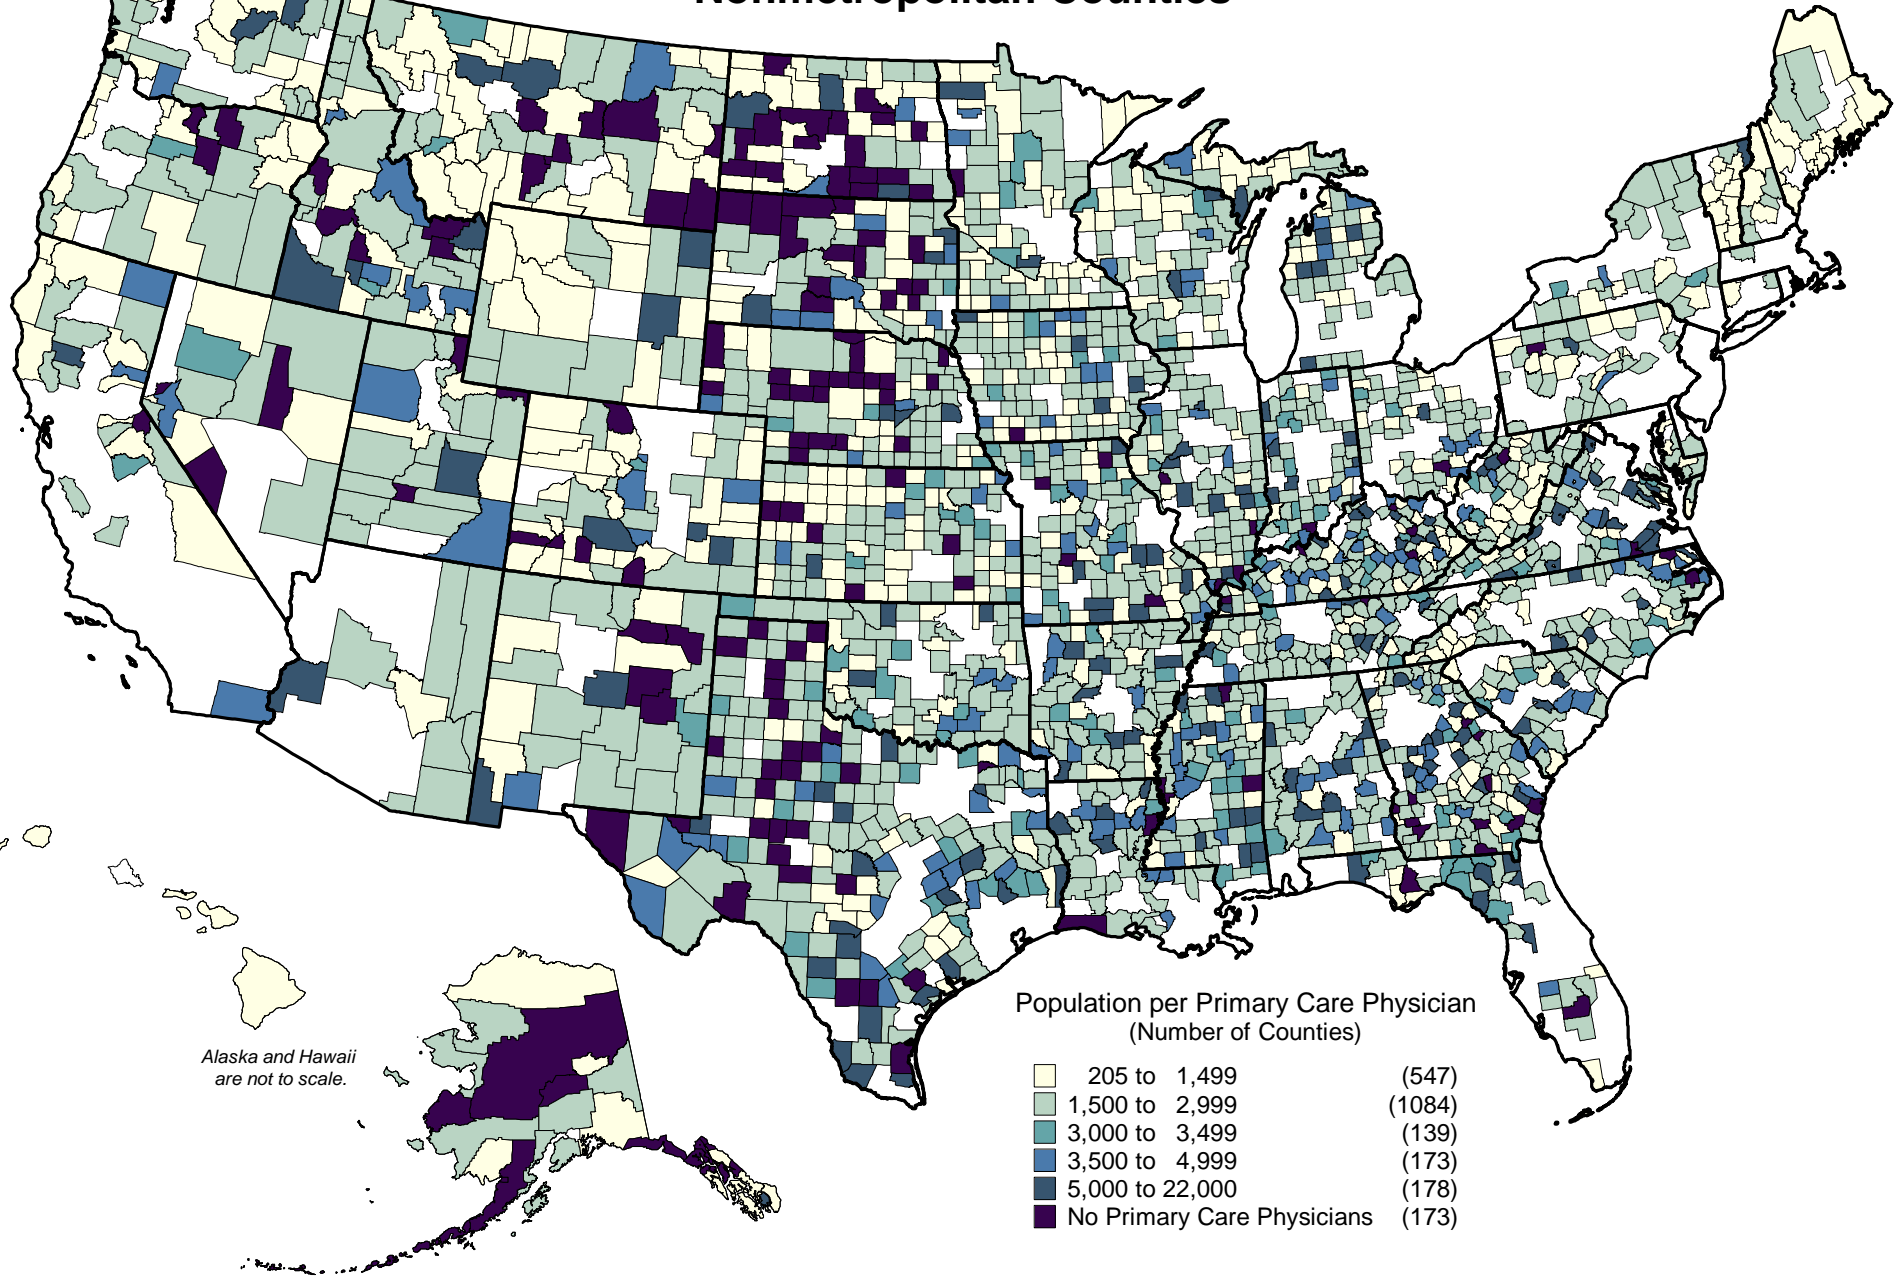 Nonmetropolitan Counties
Population per Primary Care Physician
(Number of Counties)
205 to 1,499 (547)
1,500 to 2,999 (1084)
3,000 to 3,499 (139)
3,500 to 4,999 (173)
5,000 to 22,000 (178)
No Primary Care Physicians (173)
Alaska and Hawaii
are not to scale.